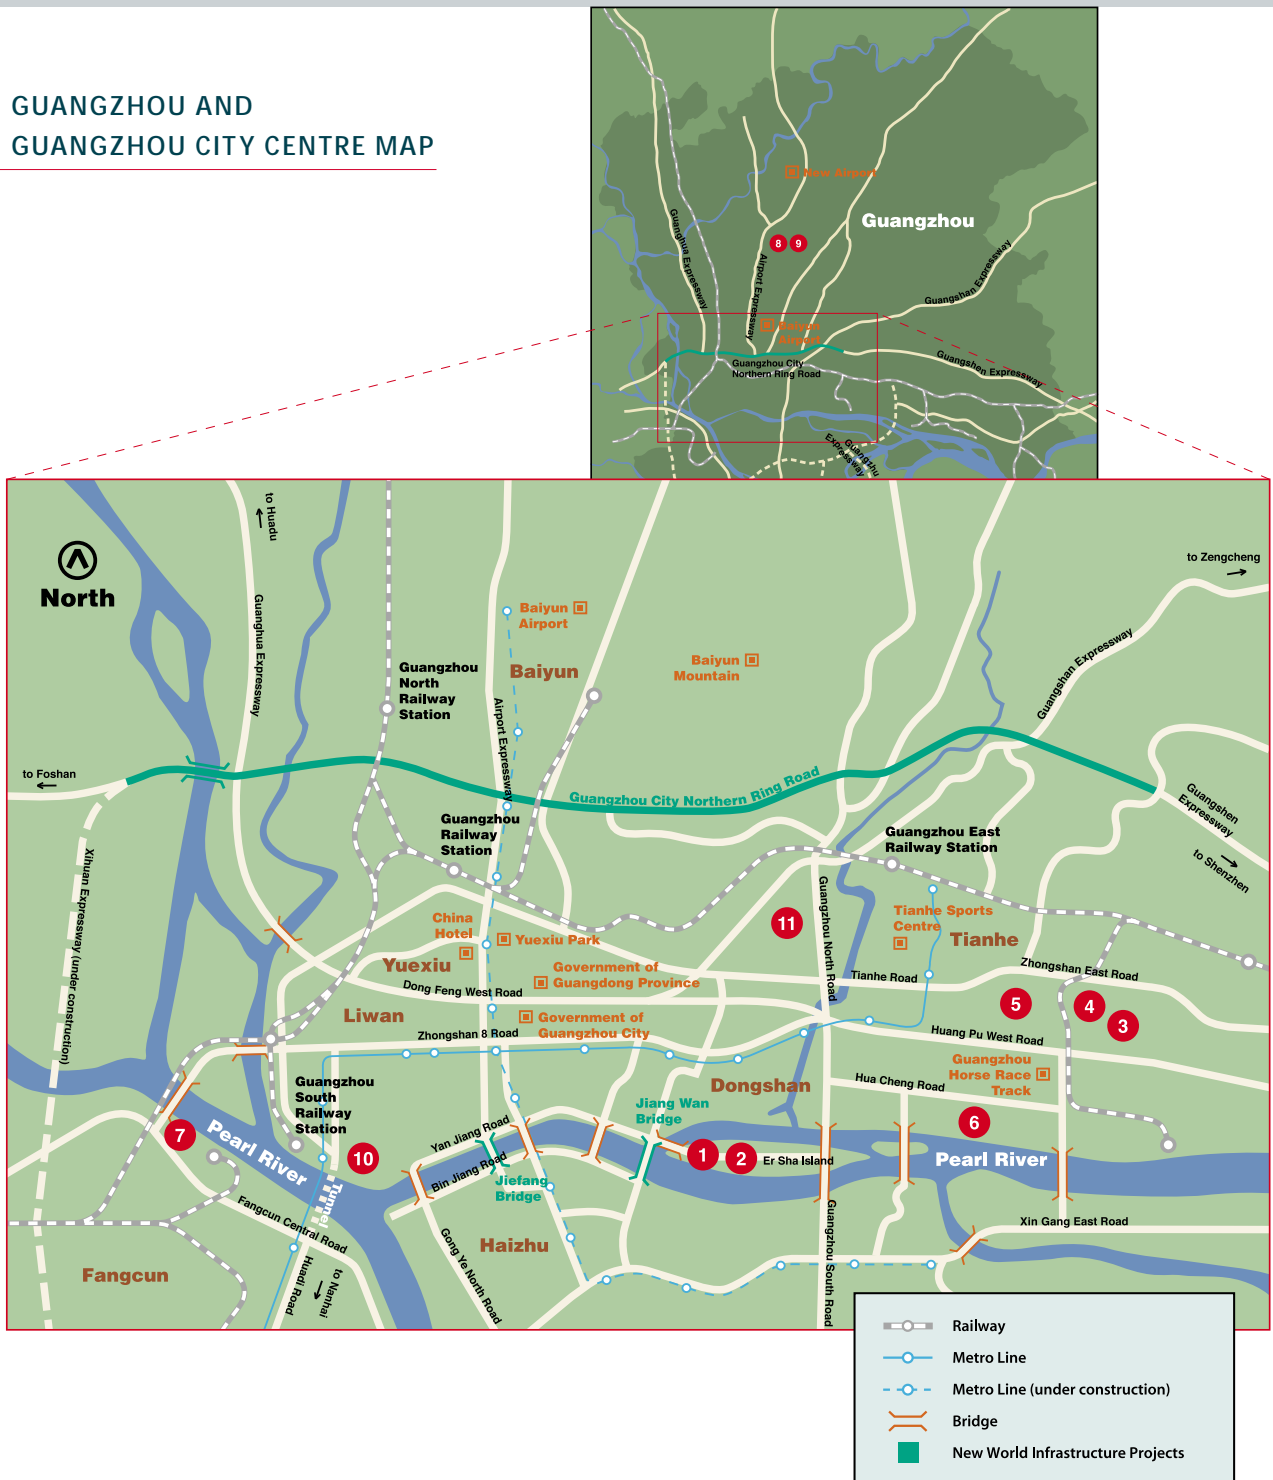 GUANGZHOU AND
GUANGZHOU CITY CENTRE MAP
New Airport
Guangzhou
Guanghua Expressway
8
9
Airport Expressway
Guangshan Expressway
Baiyun
Airport
Guangzhou City
Northern Ring Road
Guangshen Expressway
Guangzhu
Expressway
to Huadu
North
to Zengcheng
Guanghua Expressway
Baiyun
Airport
Baiyun
Guangzhou
North
Railway
Station
Baiyun
Mountain
Guangshan Expressway
Airport Expressway
to Foshan
Guangzhou City Northern Ring Road
Guangshen
Expressway
to Shenzhen
Guangzhou
Railway
Station
Guangzhou East
Railway Station
Xihuan Expressway (under construction)
Guangzhou North Road
China
Hotel
Yuexiu Park
11
Tianhe Sports
Centre
Tianhe
Yuexiu
Government of
Guangdong Province
Tianhe Road
Zhongshan East Road
Dong Feng West Road
Liwan
Government of
Guangzhou City
Zhongshan 8 Road
5
4
3
Huang Pu West Road
Guangzhou
Horse Race
Track
Guangzhou
South
Railway
Station
Dongshan
Hua Cheng Road
Jiang Wan
Bridge
7
Pearl River
10
Yan Jiang Road
Bin Jiang Road
Jiefang
Bridge
1
2
Er Sha Island
6
Pearl River
Tunnel
Fangcun Central Road
Xin Gang East Road
Haizhu
Gong Ye North Road
Guangzhou South Road
Fangcun
Huadi Road
to Nanhai
Railway
Metro Line
Metro Line (under construction)
Bridge
New World Infrastructure Projects